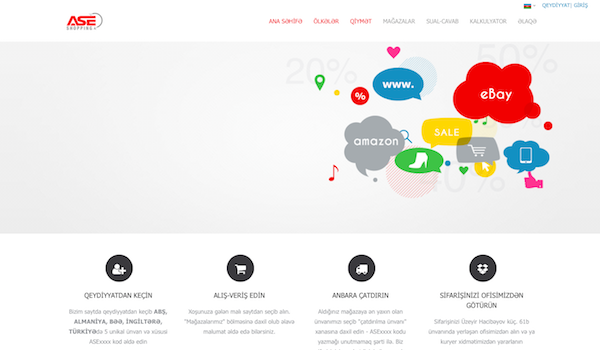 QEYDİYYAT| GİRİŞ
ASE
SHOPPING
ANA SƏHİFƏ ÖLKƏLƏR QİYMƏT MAĞAZALAR SUAL-CAVAB KALKULYATOR ƏLAQƏ
20% 50%
www.
%
eBay
SALE
amazon
40%
QEYDİYYATDAN KEÇİN
Bizim saytda qeydiyyatdan keçib ABŞ,
ALMANİYA, BƏƏ, İNGİLTƏRƏ,
TÜRKİYƏdə 5 unikal ünvan və xüsusi
ASExxxx kod əldə edin
ALIŞ-VERİŞ EDİN
Xoşunuza gələn malı saytdan seçib alın.
"Mağazalarımız" bölməsinə daxil olub əlavə
məlumat əldə edə bilərsiniz.
ANBARA ÇATDIRIN
Aldığınız mağazaya ən yaxın olan
ünvanımızı seçib "çatdırılma ünvanı"
xanasına daxil edin - ASExxxx kodu
yazmağı unutmamaq şərti ilə. Biz
SİFARİŞİNİZİ OFİSİMİZDƏN
GÖTÜRÜN
Sifarişinizi Üzeyir Hacıbəyov küç. 61b
ünvanında yerləşən ofisimizdən alın və ya
kuryer xidmətimizdən yararlanın